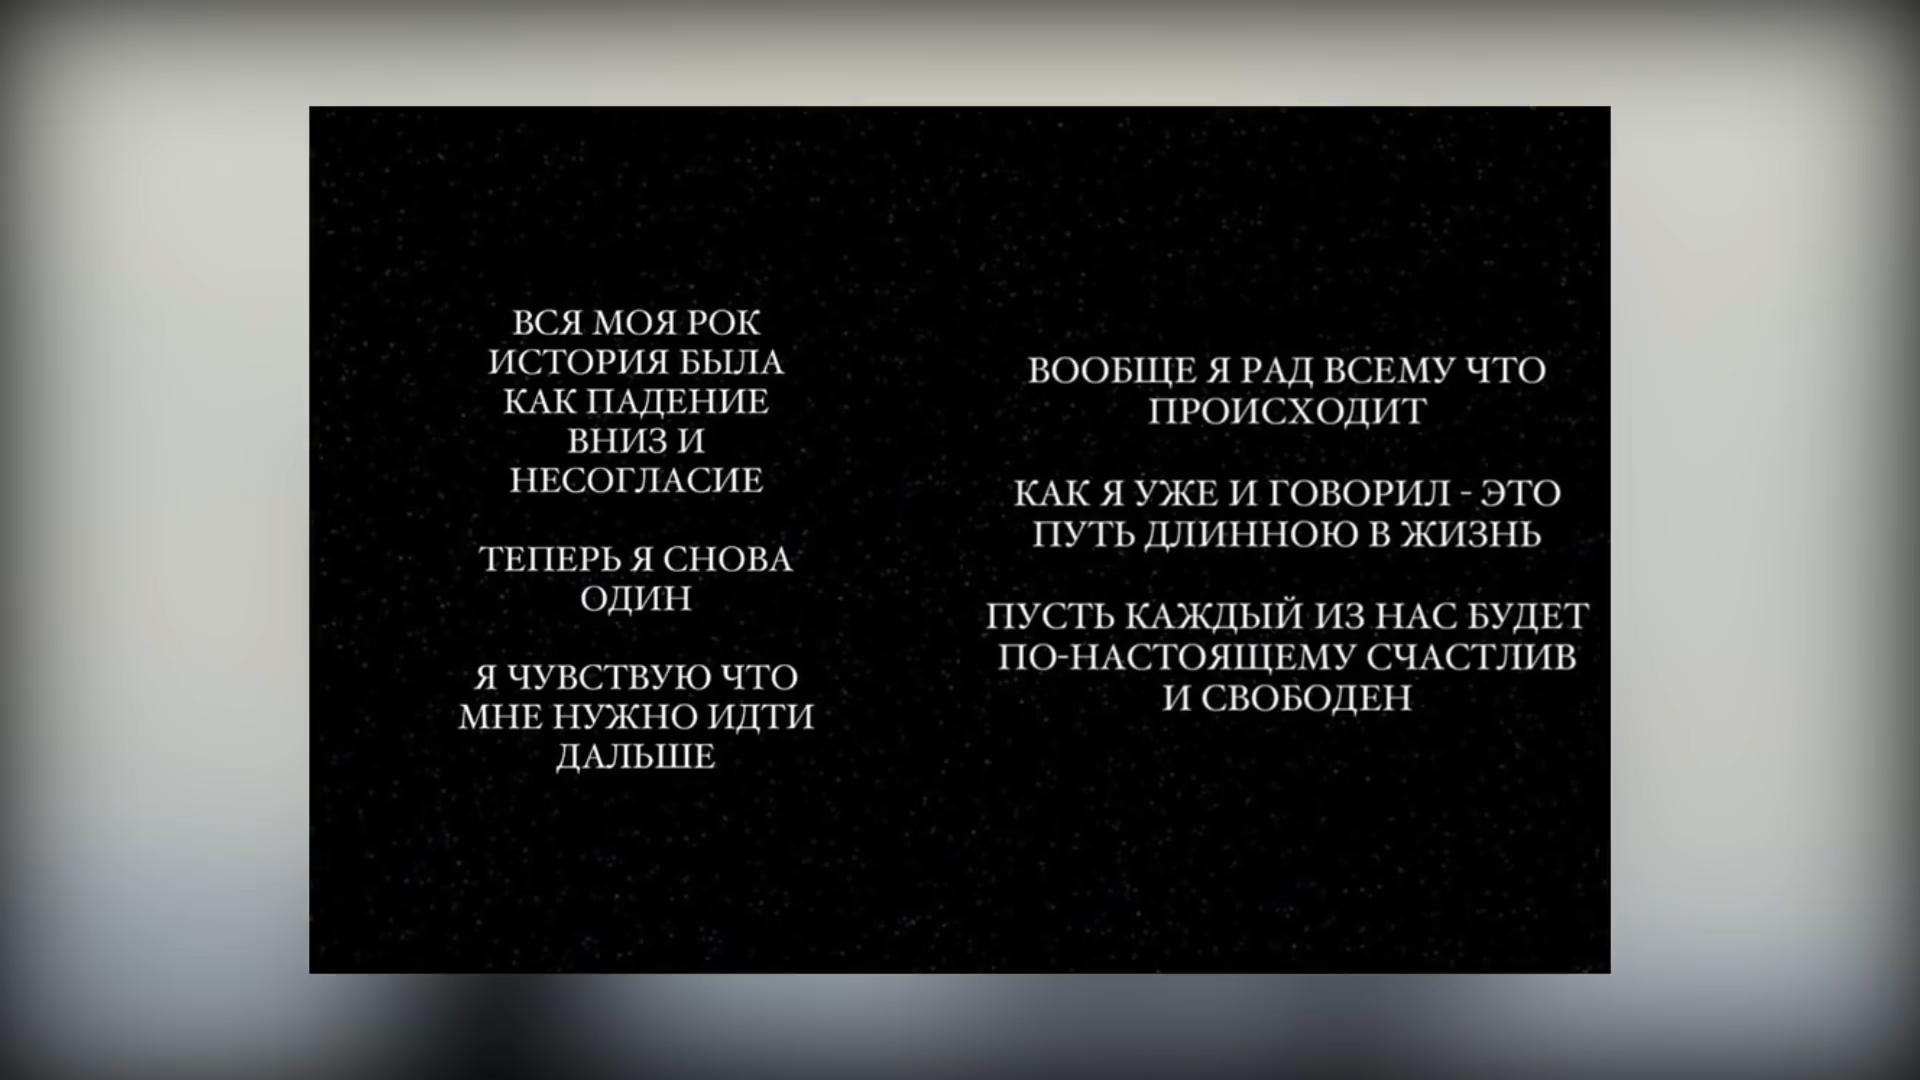 ВСЯ МОЯ РОК
ИСТОРИЯ БЫЛА
КАК ПАДЕНИЕ
ВНИЗ И
НЕСОГЛАСИЕ
ТЕПЕРЬ Я СНОВА
ОДИН
Я ЧУВСТВУЮ ЧТО
МНЕ НУЖНО ИДТИ
ДАЛЬШЕ
ВООБЩЕ Я РАД ВСЕМУ ЧТО
ПРОИСХОДИТ
КАК Я УЖЕ И ГОВОРИЛ - ЭТО
ПУТЬ ДЛИННОЮ В ЖИЗНЬ
ПУСТЬ КАЖДЫЙ ИЗ НАС БУДЕТ
ПО-НАСТОЯЩЕМУ СЧАСТЛИВ
И СВОБОДЕН